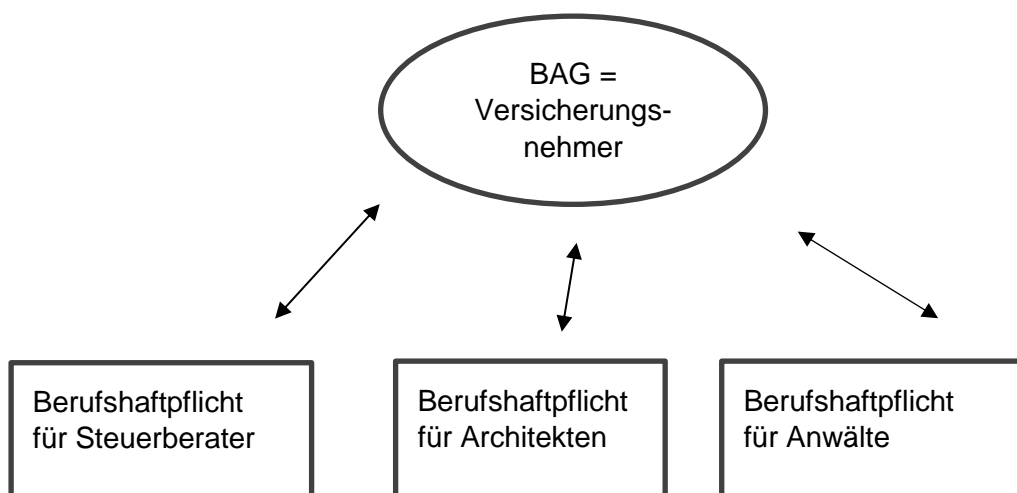 BAG =
Versicherungs-
nehmer
Berufshaftpflicht
für Steuerberater
Berufshaftpflicht
für Architekten
Berufshaftpflicht
für Anwälte